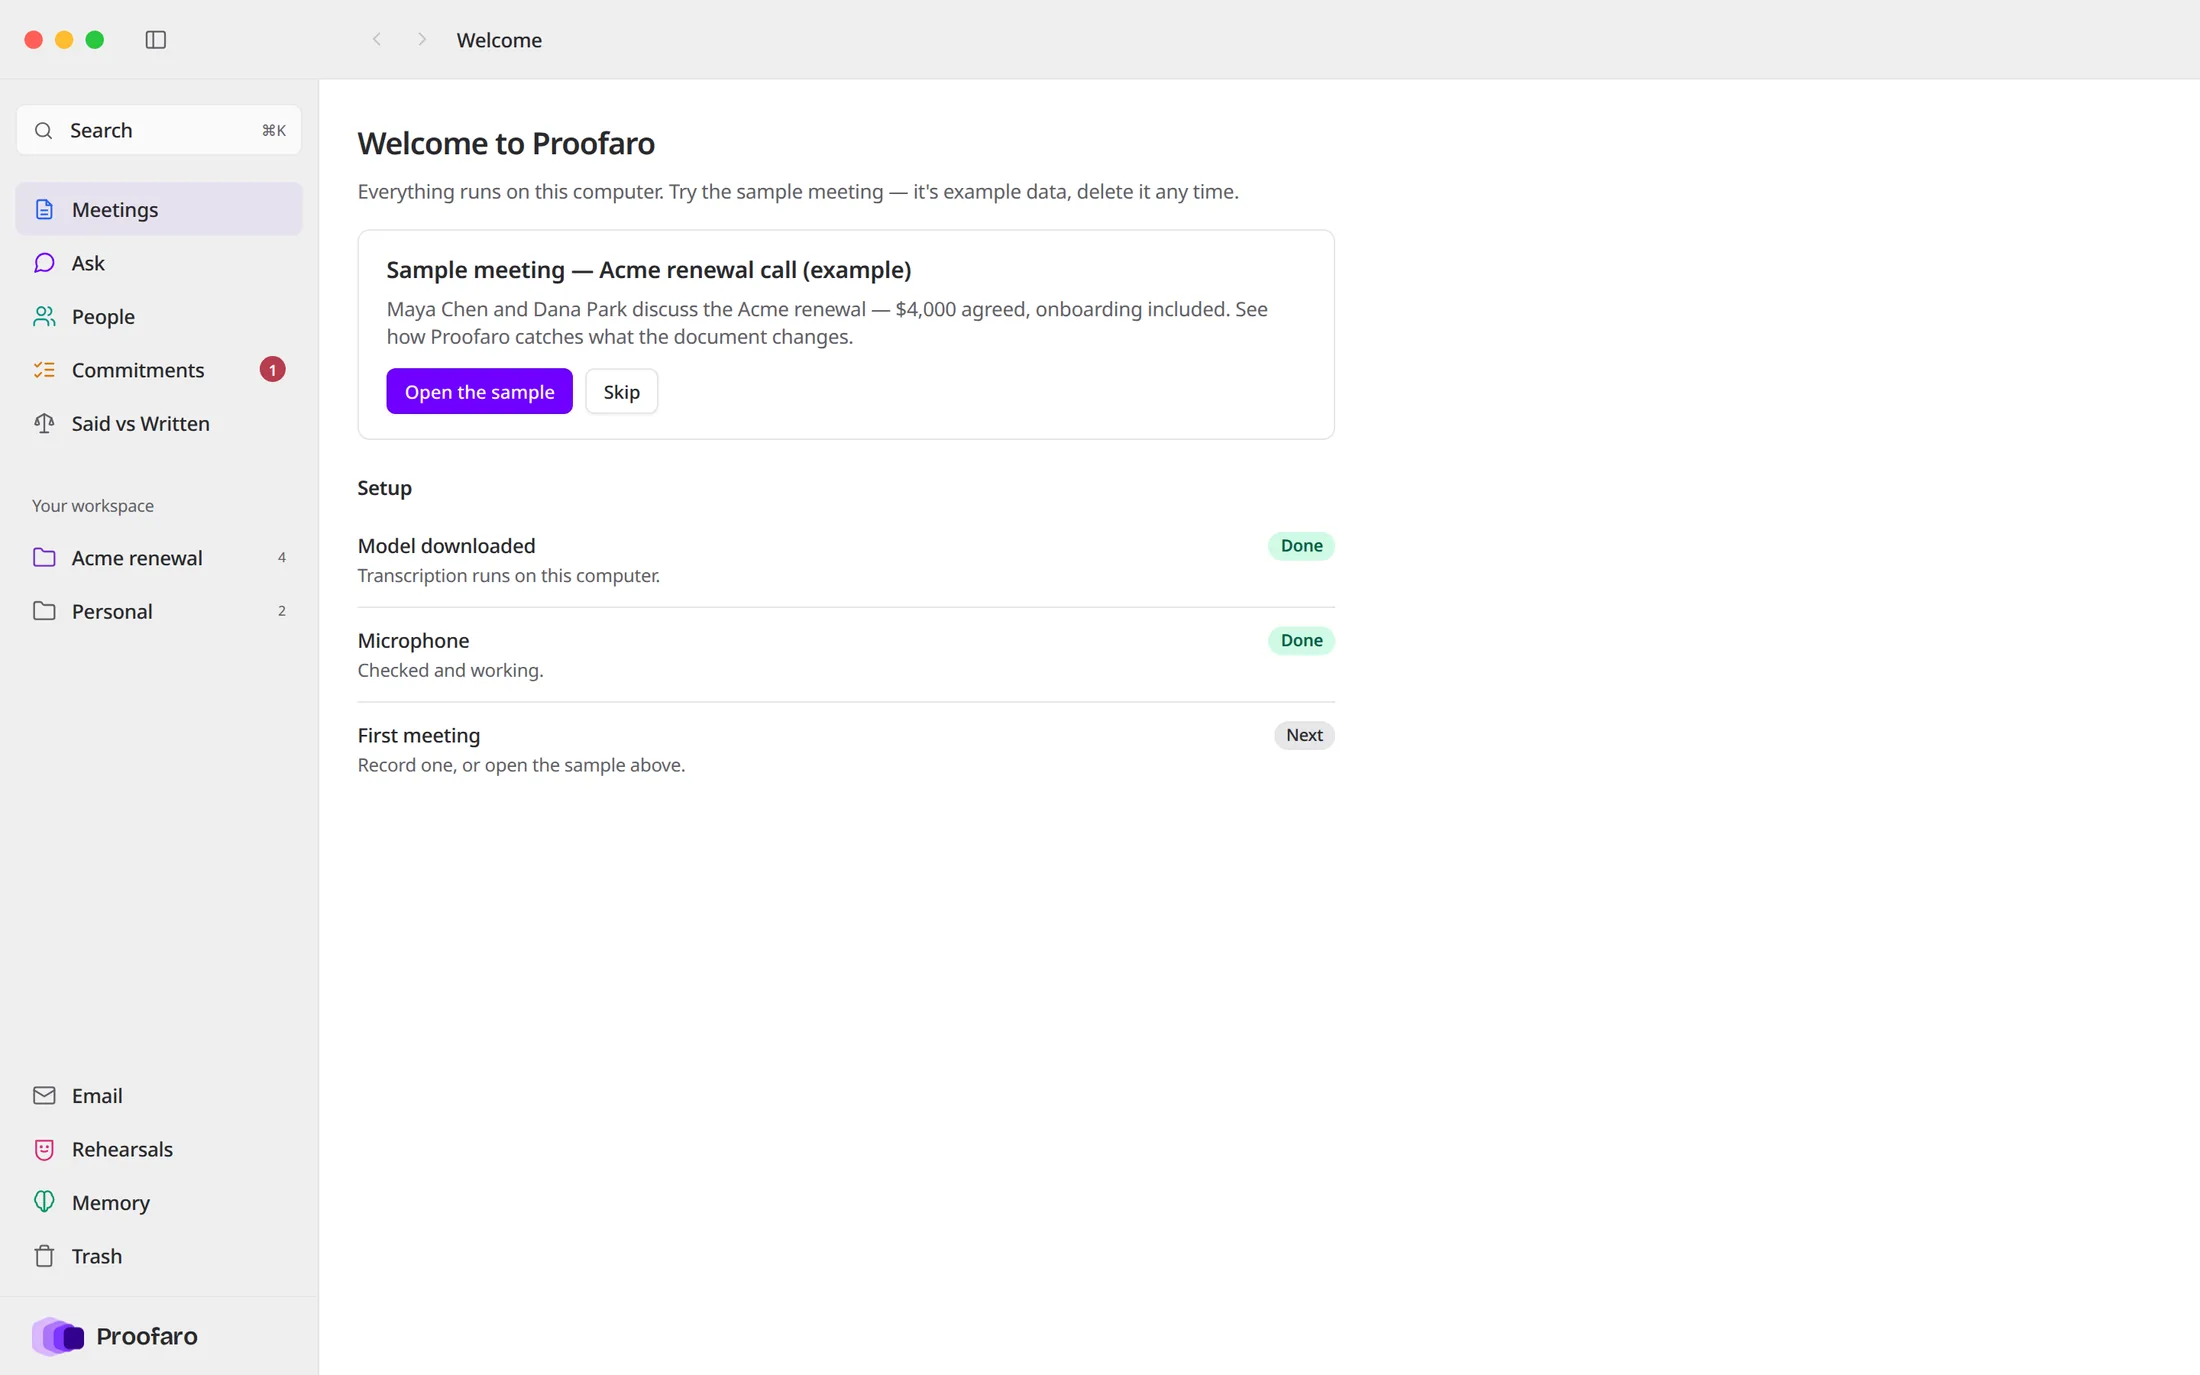 Welcome
Search ⌘K
Meetings
Ask
People
Commitments 1
Said vs Written
Your workspace
Acme renewal 4
Personal 2
Email
Rehearsals
Memory
Trash
Proofaro
Welcome to Proofaro
Everything runs on this computer. Try the sample meeting — it's example data, delete it any time.
Sample meeting — Acme renewal call (example)
Maya Chen and Dana Park discuss the Acme renewal — $4,000 agreed, onboarding included. See
how Proofaro catches what the document changes.
Open the sample Skip
Setup
Model downloaded Done
Transcription runs on this computer.
Microphone Done
Checked and working.
First meeting Next
Record one, or open the sample above.